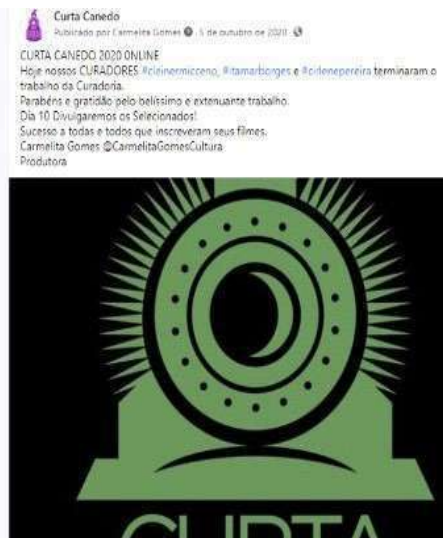 Curta Canedo
Publicado por Carmelita Gomes · 5 de outubro de 2020 ·
CURTA CANEDO 2020 ONLINE
Hoje nossos CURADORES #cleinermicceno, #itamarborges e #cidenepereira terminaram o
trabalho da Curadoria.
Parabéns e gratidão pelo belíssimo e extenuante trabalho.
Dia 10 Divulgaremos os Selecionados!
Sucesso a todas e todos que inscreveram seus filmes.
Carmelita Gomes @CarmelitaGomesCultura
Produtora
CURTA